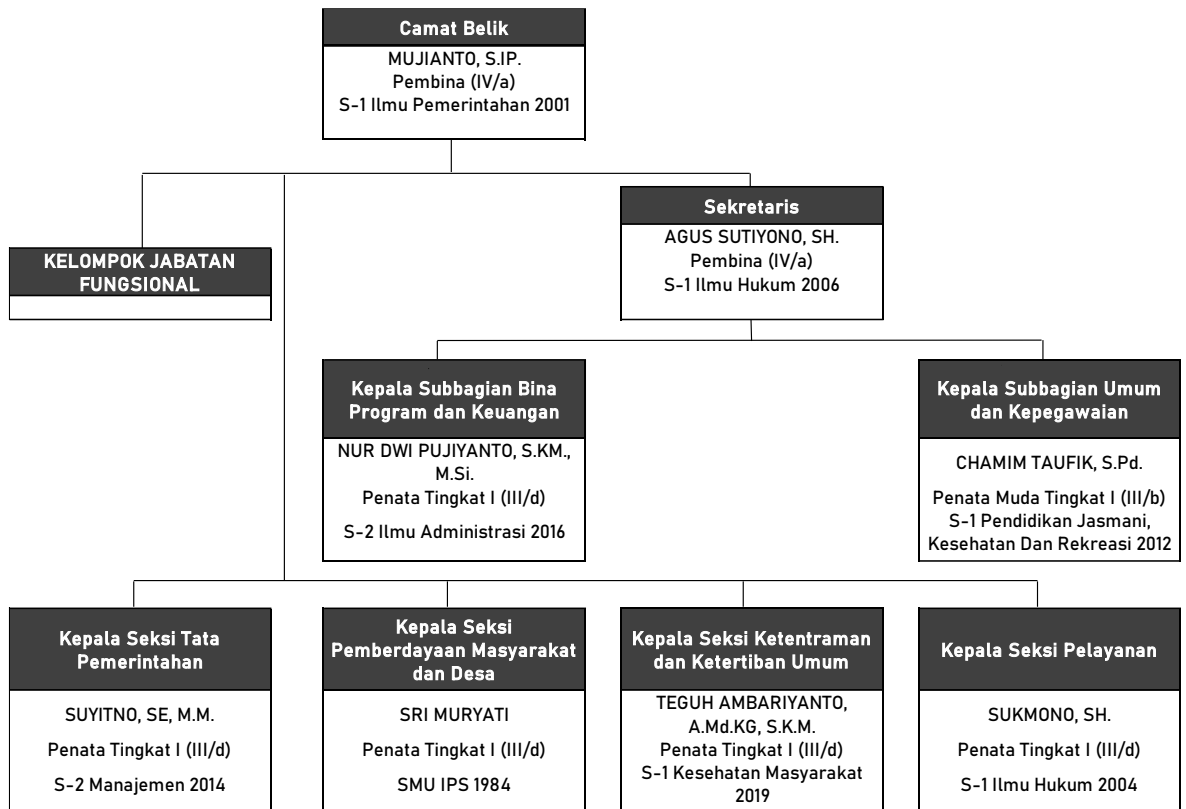 Camat Belik
MUJIANTO, S.IP.
Pembina (IV/a)
S-1 Ilmu Pemerintahan 2001
Sekretaris
AGUS SUTIYONO, SH.
Pembina (IV/a)
S-1 Ilmu Hukum 2006
KELOMPOK JABATAN
FUNGSIONAL
Kepala Subbagian Bina
Program dan Keuangan
NUR DWI PUJIYANTO, S.KM.,
M.Si.
Penata Tingkat I (III/d)
S-2 Ilmu Administrasi 2016
Kepala Subbagian Umum
dan Kepegawaian
CHAMIM TAUFIK, S.Pd.
Penata Muda Tingkat I (III/b)
S-1 Pendidikan Jasmani,
Kesehatan Dan Rekreasi 2012
Kepala Seksi Tata
Pemerintahan
SUYITNO, SE, M.M.
Penata Tingkat I (III/d)
S-2 Manajemen 2014
Kepala Seksi
Pemberdayaan Masyarakat
dan Desa
SRI MURYATI
Penata Tingkat I (III/d)
SMU IPS 1984
Kepala Seksi Ketentraman
dan Ketertiban Umum
TEGUH AMBARIYANTO,
A.Md.KG, S.K.M.
Penata Tingkat I (III/d)
S-1 Kesehatan Masyarakat
2019
Kepala Seksi Pelayanan
SUKMONO, SH.
Penata Tingkat I (III/d)
S-1 Ilmu Hukum 2004